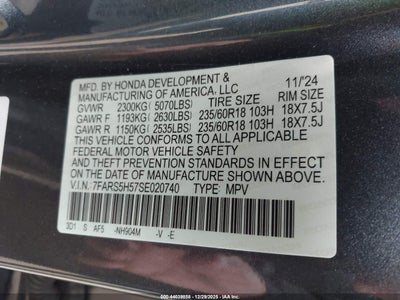 MFD. BY HONDA DEVELOPMENT & 11/24
MANUFACTURING OF AMERICA, LLC
GVWR 2300KG( 5070LBS) TIRE SIZE RIM SIZE
GAWR F 1193KG( 2630LBS) 235/60R18 103H 18X7.5J
GAWR R 1150KG( 2535LBS) 235/60R18 103H 18X7.5J
THIS VEHICLE CONFORMS TO ALL APPLICABLE
FEDERAL MOTOR VEHICLE SAFETY
AND THEFT PREVENTION STANDARDS IN EFFECT
ON THE DATE OF MANUFACTURE SHOWN ABOVE.
V.I.N: 7FARS5H57SE020740 TYPE: MPV
3D1 S AF5 -NH904M -V -E
OW: 44039558 12/29/2025 IAA Inc.